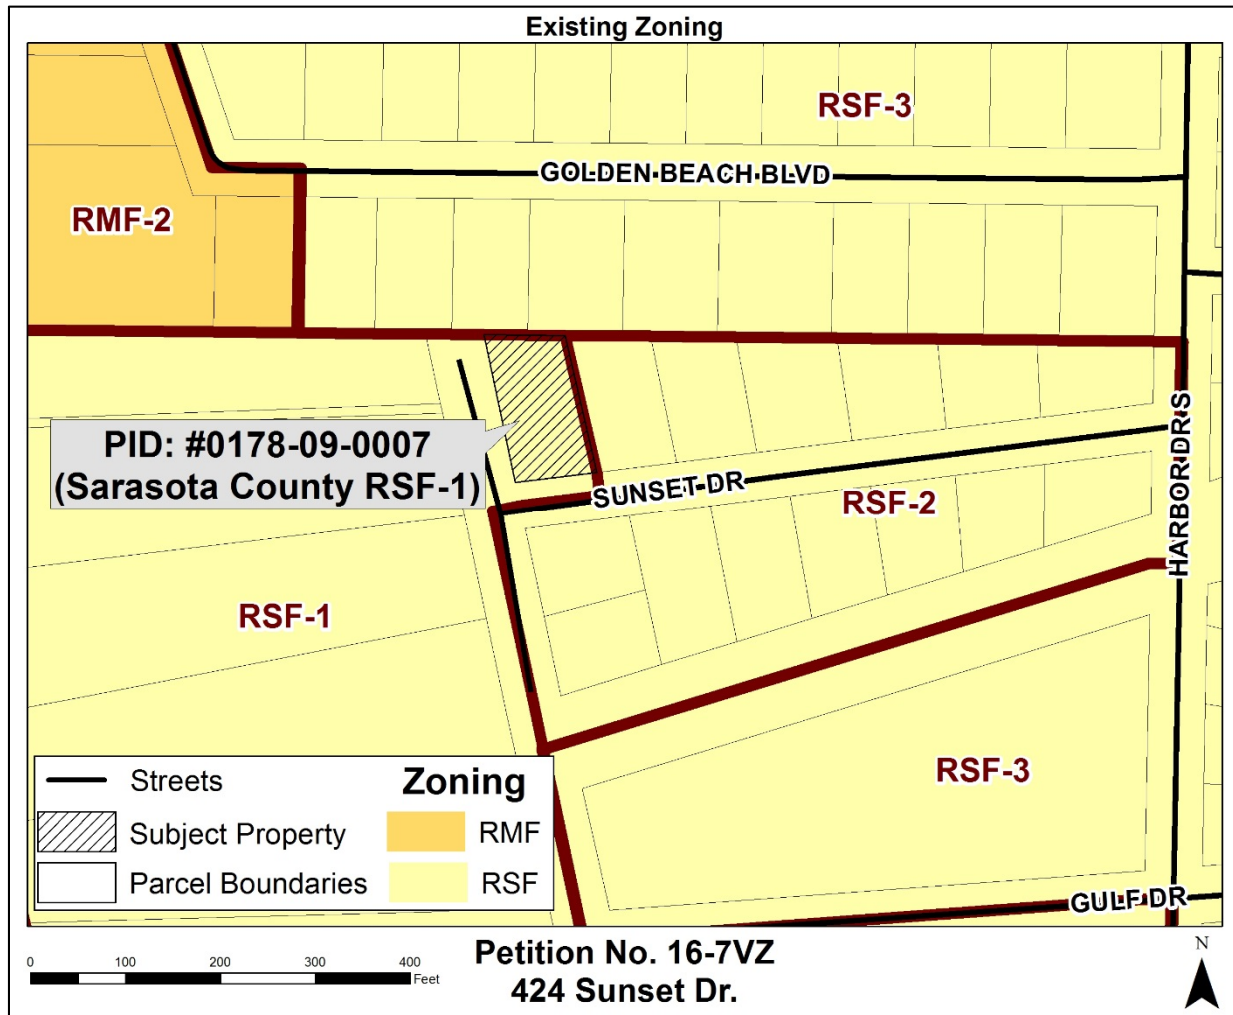 Existing Zoning
RSF-3
GOLDEN BEACH BLVD
RMF-2
PID: #0178-09-0007
(Sarasota County RSF-1)
SUNSET DR
RSF-2
HARBOR DR S
RSF-1
RSF-3
GULF DR
Streets
Zoning
Subject Property
RMF
Parcel Boundaries
RSF
0 100 200 300 400
Feet
Petition No. 16-7VZ
424 Sunset Dr.
N